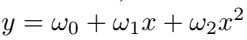 y = ω₀ + ω₁x + ω₂x²